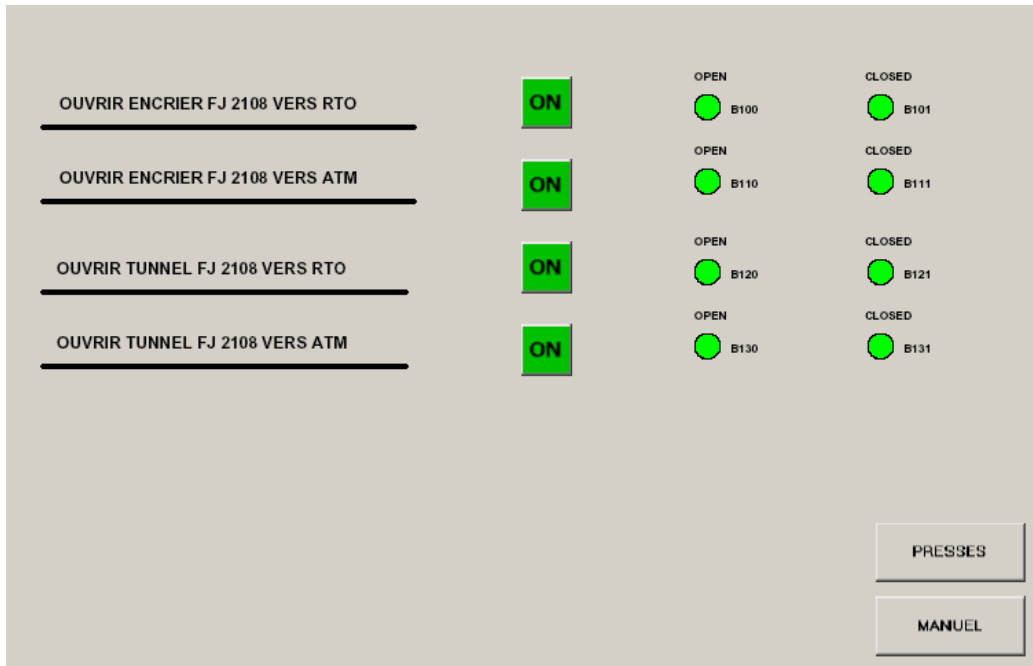 OPEN CLOSED
OUVRIR ENCRIER FJ 2108 VERS RTO ON B100 B101
OPEN CLOSED
OUVRIR ENCRIER FJ 2108 VERS ATM ON B110 B111
OPEN CLOSED
OUVRIR TUNNEL FJ 2108 VERS RTO ON B120 B121
OPEN CLOSED
OUVRIR TUNNEL FJ 2108 VERS ATM ON B130 B131
PRESSES
MANUEL